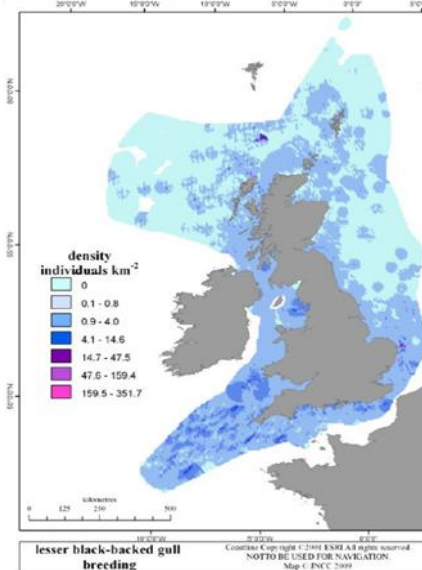 20°0'0"W 15°0'0"W 10°0'0"W 5°0'0"W 0°0'0" 5°0'0"E
60°0'0"N
55°0'0"N
density
individuals km-2
0
0.1 - 0.8
0.9 - 4.0
4.1 - 14.6
14.7 - 47.5
47.6 - 159.4
159.5 - 351.7
50°0'0"N
kilometres
0 125 250 500
10°0'0"W 5°0'0"W 0°0'0"
lesser black-backed gull
breeding
Coastline Copyright ©2001 ESRI All rights reserved
NOT TO BE USED FOR NAVIGATION.
Map © JNCC 2009